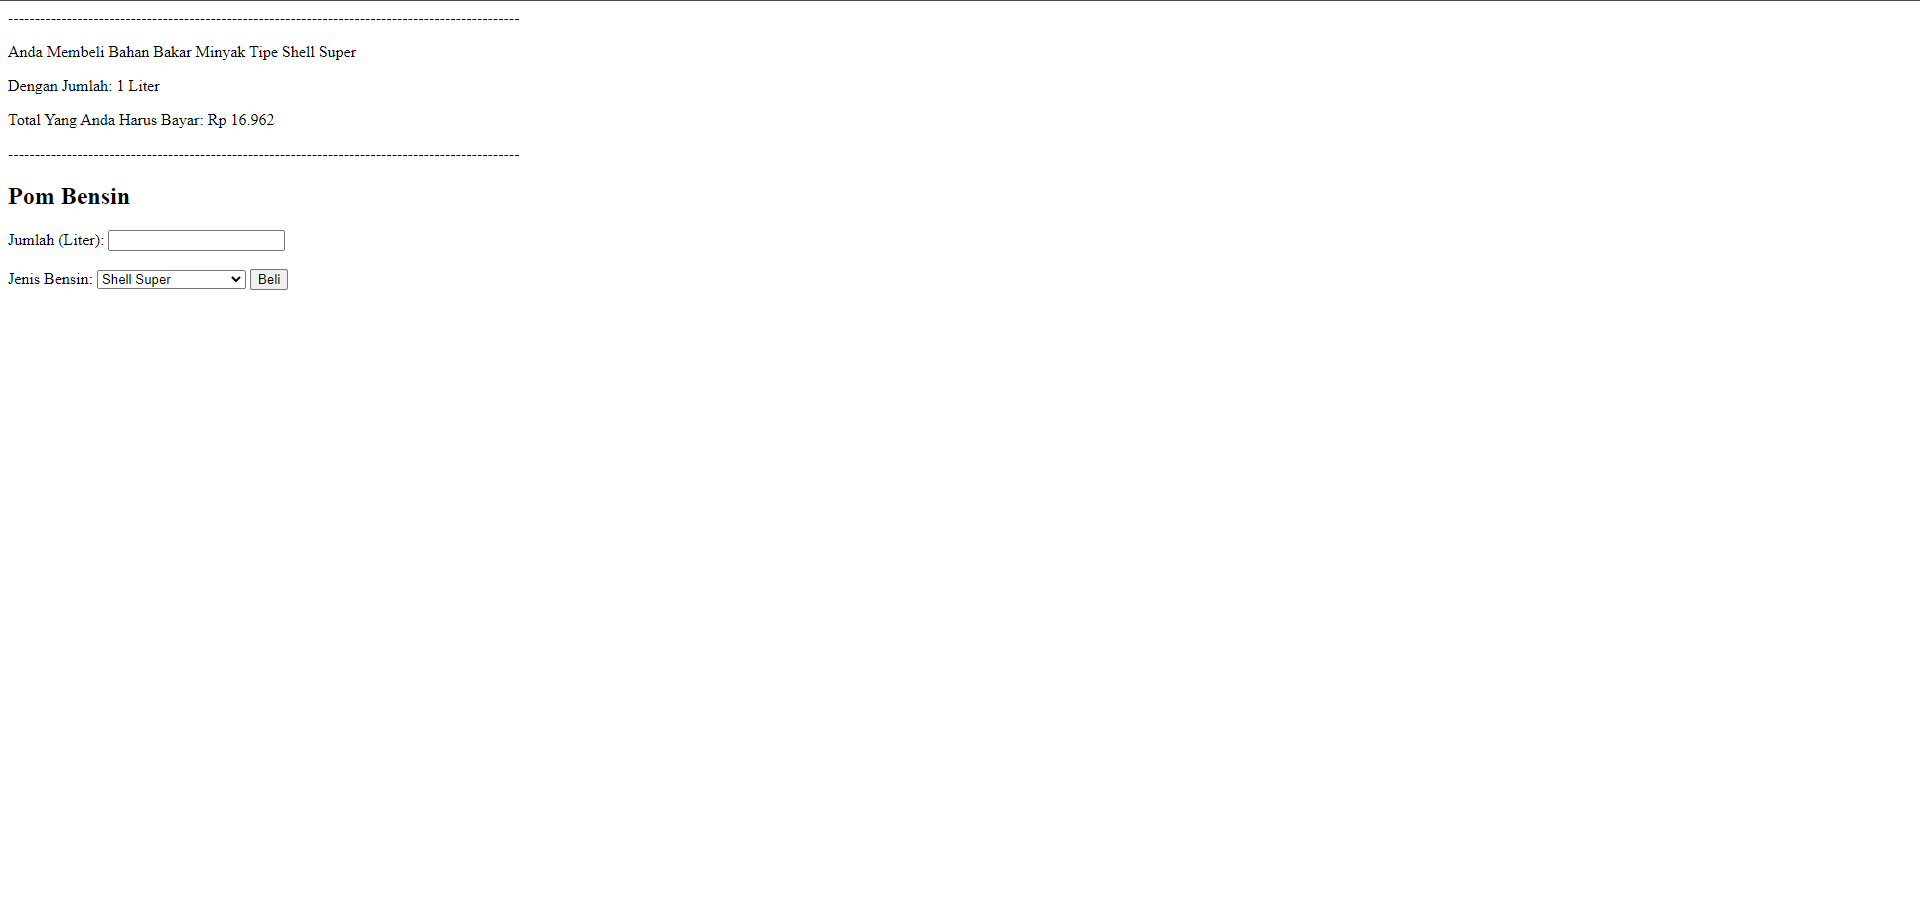 ------------------------------------------------------------------------------------------------
Anda Membeli Bahan Bakar Minyak Tipe Shell Super
Dengan Jumlah: 1 Liter
Total Yang Anda Harus Bayar: Rp 16.962
------------------------------------------------------------------------------------------------
Pom Bensin
Jumlah (Liter):
Jenis Bensin: Shell Super Beli